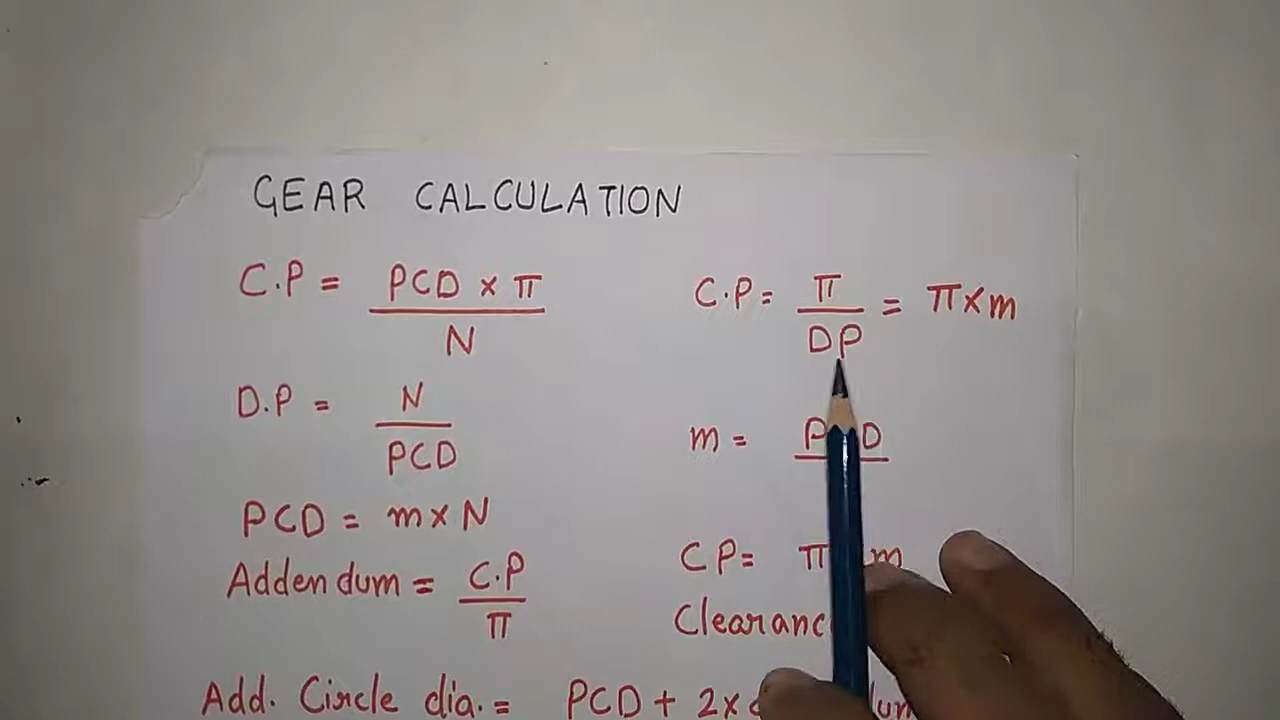 GEAR CALCULATION
C.P = PCD × π / N
C.P = π / DP = π × m
D.P = N / PCD
m =
PCD = m × N
CP = π m
Addendum = C.P / π
Add. Circle dia. = PCD + 2 ×